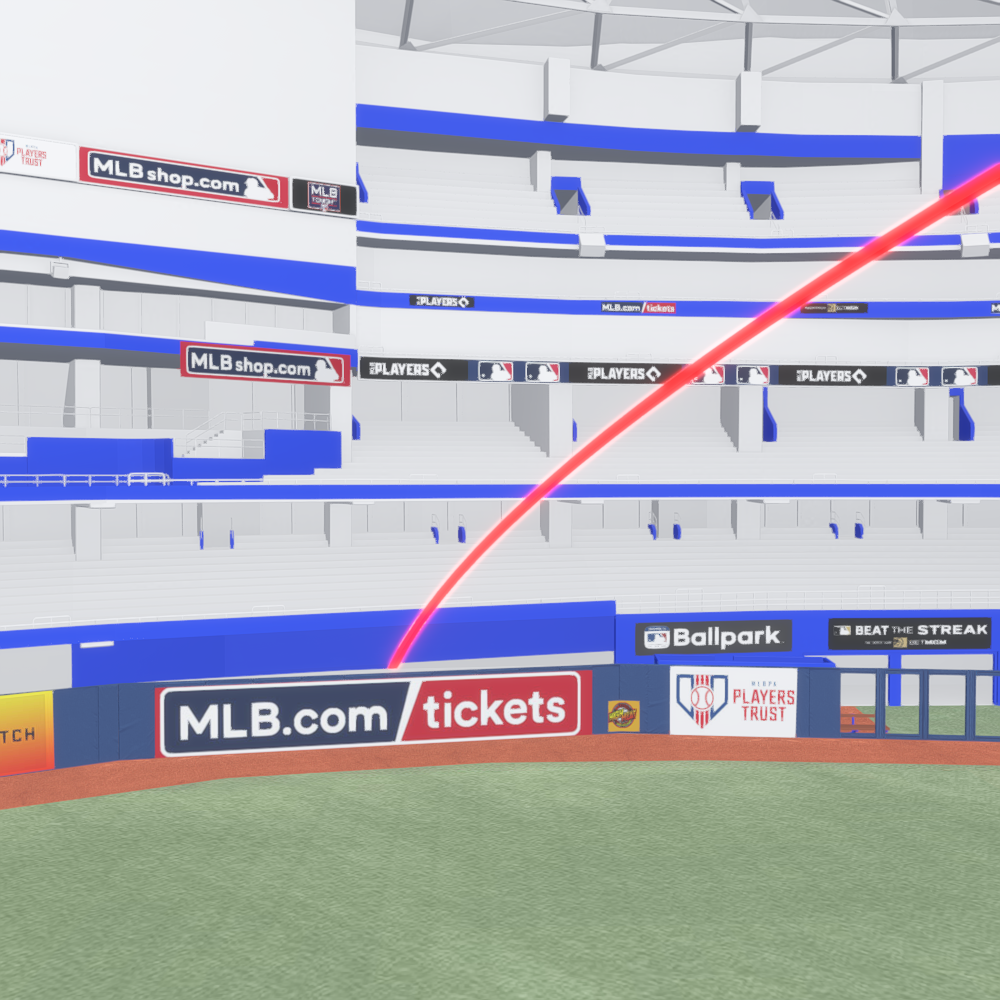 PLAYERS
TRUST
MLB shop.com
MLB
PLAYERS
MLB.com/tickets
MLB shop.com
PLAYERS
PLAYERS
PLAYERS
Ballpark
BEAT THE STREAK
BETMGM
TCH
MLB.com/tickets
MLBPA
PLAYERS
TRUST